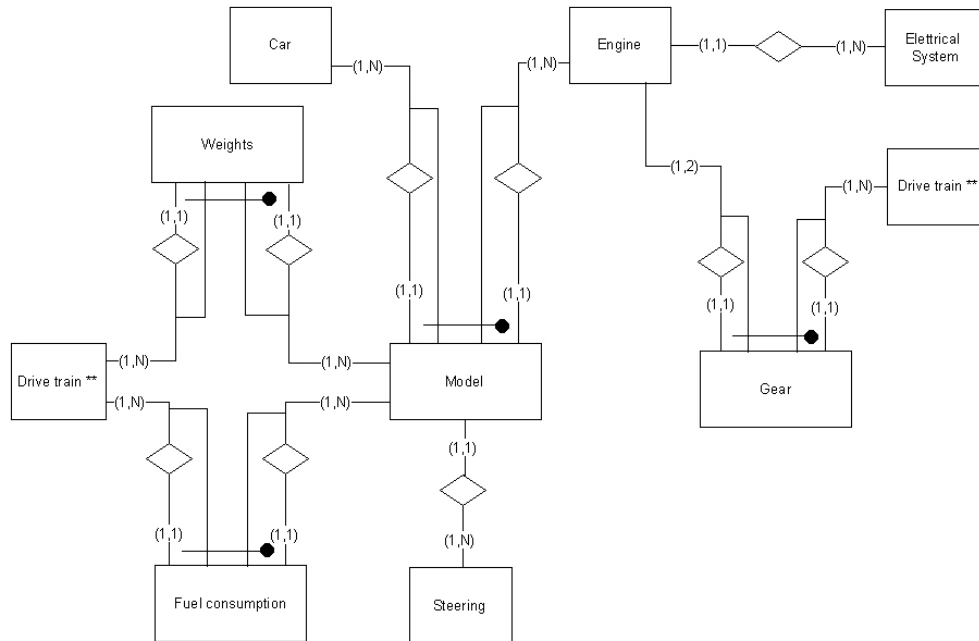 Car
Engine
Elettrical
System
(1,1)
(1,N)
(1,N)
(1,N)
Weights
(1,2)
(1,N)
Drive train **
(1,1)
(1,1)
(1,1)
(1,1)
(1,1)
(1,1)
(1,N)
(1,N)
Drive train **
Model
Gear
(1,N)
(1,N)
(1,1)
(1,1)
(1,1)
(1,N)
Fuel consumption
Steering